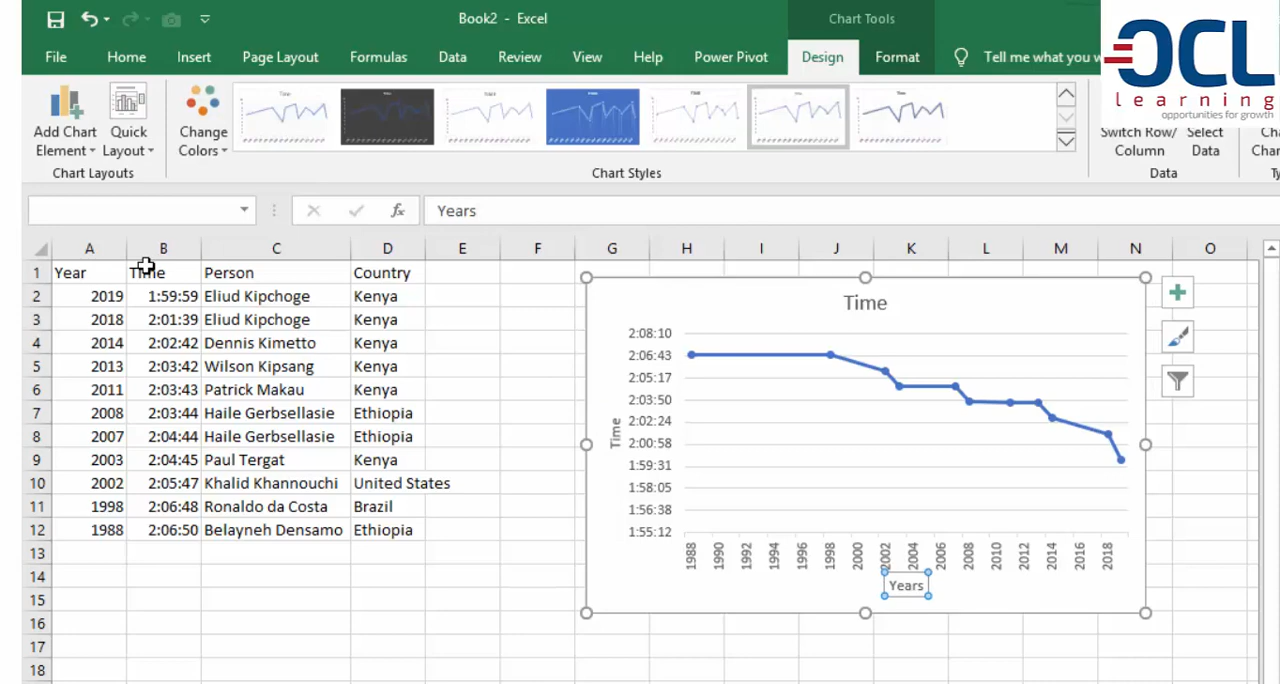 Book2 - Excel
Chart Tools
OCL
learning
opportunities for growth
File Home Insert Page Layout Formulas Data Review View Help Power Pivot Design Format Tell me what you w
Add Chart Element
Quick Layout
Change Colors
Switch Row/ Column
Select Data
Chart Layouts
Chart Styles
Data
Years
A B C D E F G H I J K L M N O
1 Year Time Person Country
2 2019 1:59:59 Eliud Kipchoge Kenya
3 2018 2:01:39 Eliud Kipchoge Kenya
4 2014 2:02:42 Dennis Kimetto Kenya
5 2013 2:03:42 Wilson Kipsang Kenya
6 2011 2:03:43 Patrick Makau Kenya
7 2008 2:03:44 Haile Gerbsellasie Ethiopia
8 2007 2:04:44 Haile Gerbsellasie Ethiopia
9 2003 2:04:45 Paul Tergat Kenya
10 2002 2:05:47 Khalid Khannouchi United States
11 1998 2:06:48 Ronaldo da Costa Brazil
12 1988 2:06:50 Belayneh Densamo Ethiopia
13
14
15
16
17
18
Time
2:08:10
2:06:43
2:05:17
2:03:50
2:02:24
2:00:58
1:59:31
1:58:05
1:56:38
1:55:12
Time
1988 1990 1992 1994 1996 1998 2000 2002 2004 2006 2008 2010 2012 2014 2016 2018
Years